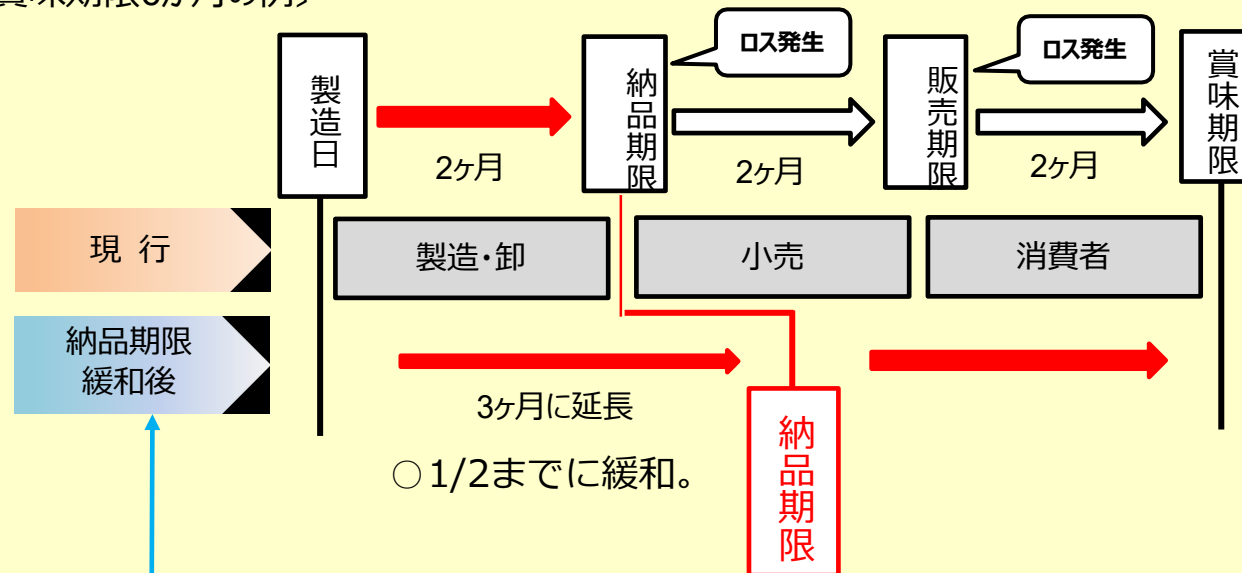 製造日
納品期限
ロス発生
販売期限
ロス発生
賞味期限
2ヶ月
2ヶ月
2ヶ月
現 行
製造・卸
小売
消費者
納品期限
緩和後
3ヶ月に延長
○1/2までに緩和。
納品期限